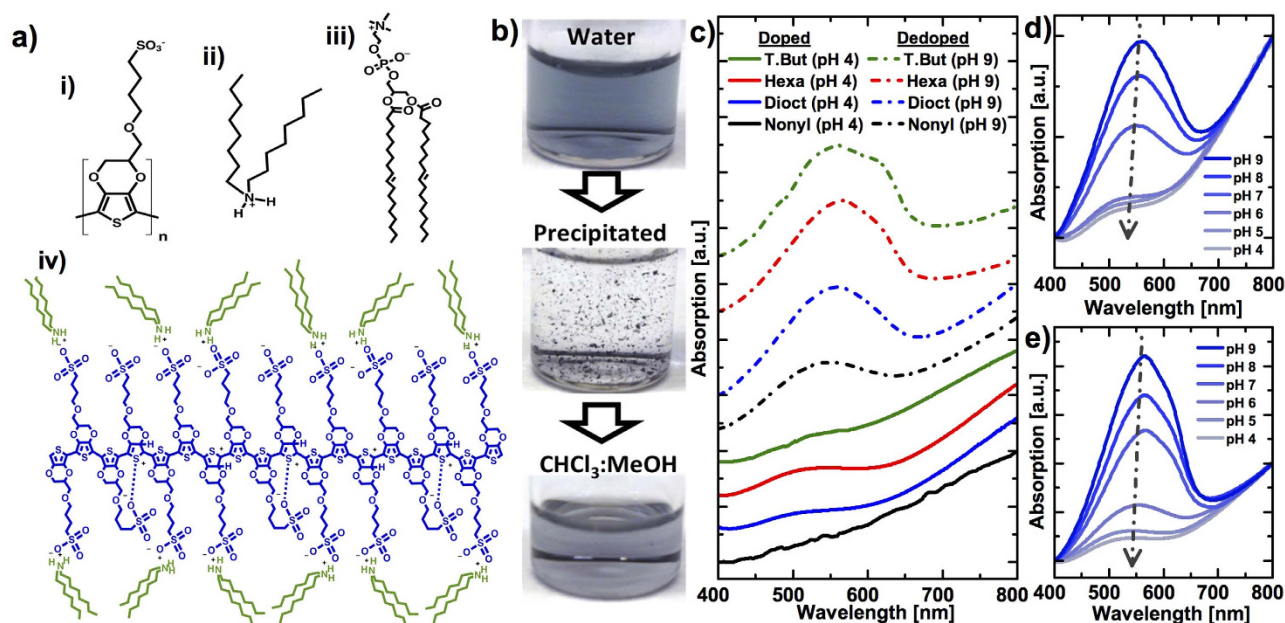 a)
i)
SO₃⁻
O
O
O
S
n
ii)
N
H
H
+
iii)
N
+
O
O
P
O⁻
O
O
O
O
iv)
b)
Water
Precipitated
CHCl₃:MeOH
c)
Doped Dedoped
T.But (pH 4) T.But (pH 9)
Hexa (pH 4) Hexa (pH 9)
Dioct (pH 4) Dioct (pH 9)
Nonyl (pH 4) Nonyl (pH 9)
Absorption [a.u.]
400 500 600 700 800
Wavelength [nm]
d)
Absorption [a.u.]
pH 9
pH 8
pH 7
pH 6
pH 5
pH 4
400 500 600 700 800
Wavelength [nm]
e)
Absorption [a.u.]
pH 9
pH 8
pH 7
pH 6
pH 5
pH 4
400 500 600 700 800
Wavelength [nm]